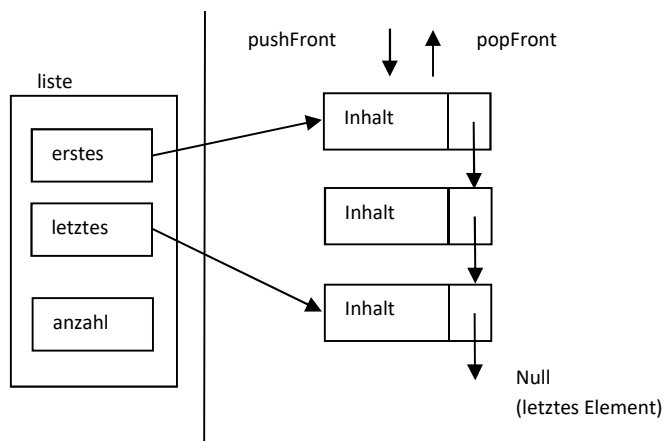 pushFront
popFront
liste
erstes
letztes
anzahl
Inhalt
Inhalt
Inhalt
Null
(letztes Element)